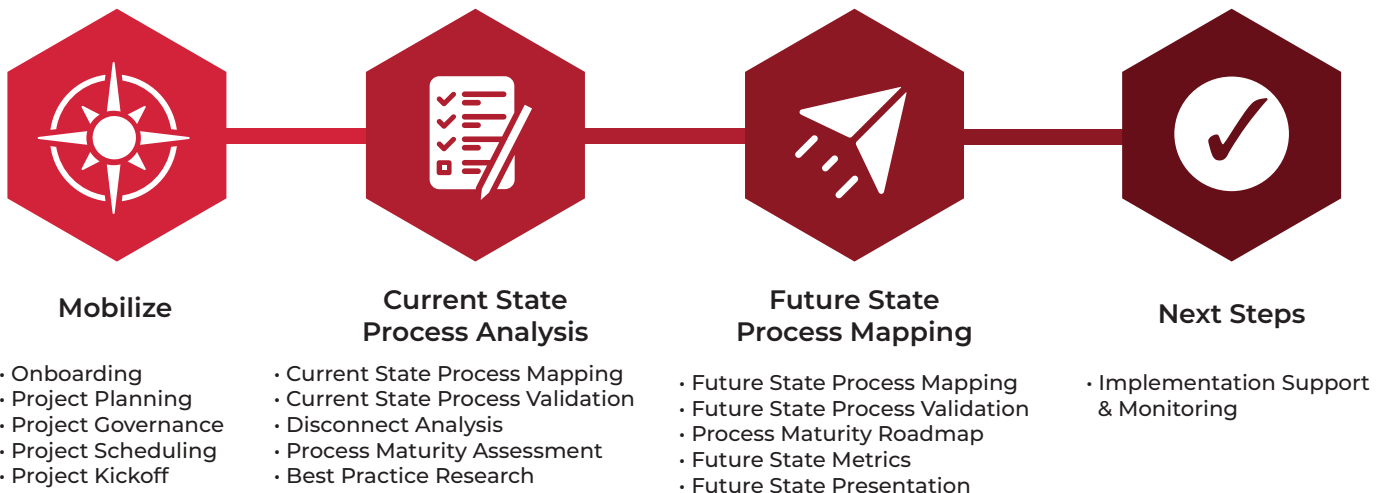 Mobilize
• Onboarding
• Project Planning
• Project Governance
• Project Scheduling
• Project Kickoff
Current State
Process Analysis
• Current State Process Mapping
• Current State Process Validation
• Disconnect Analysis
• Process Maturity Assessment
• Best Practice Research
Future State
Process Mapping
• Future State Process Mapping
• Future State Process Validation
• Process Maturity Roadmap
• Future State Metrics
• Future State Presentation
Next Steps
• Implementation Support
& Monitoring